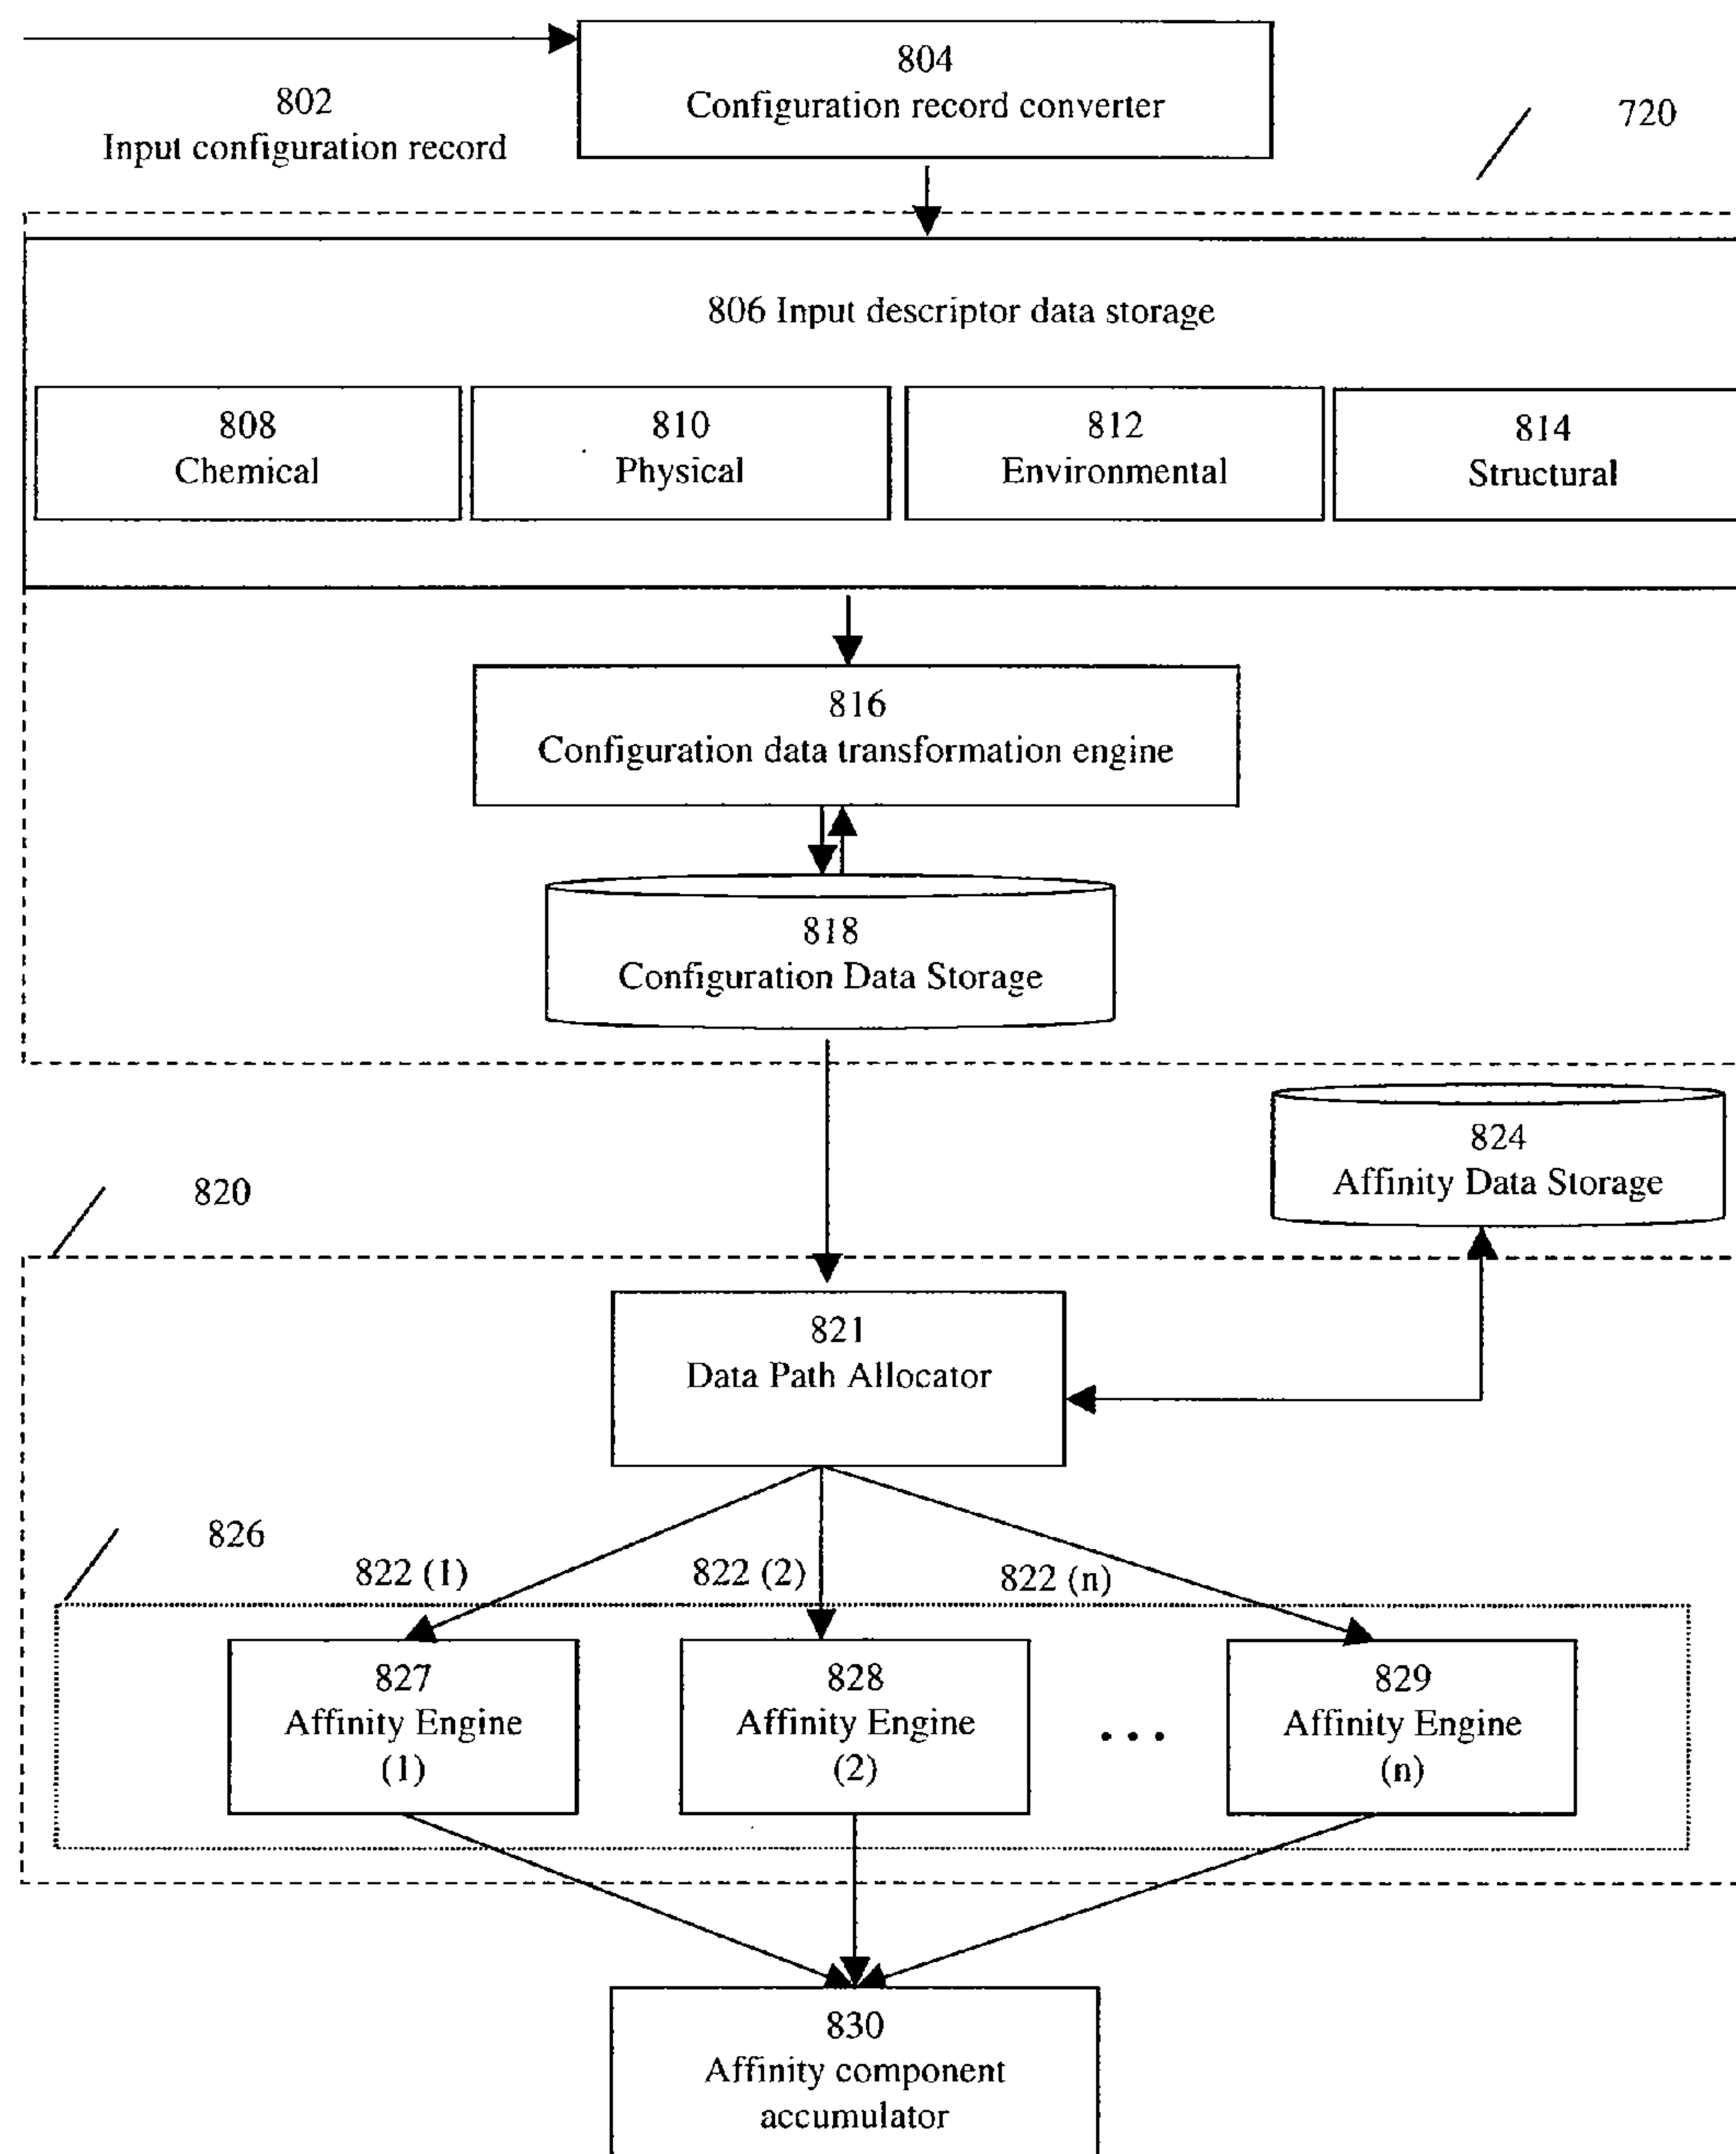 804
Configuration record converter
802
Input configuration record
720
806 Input descriptor data storage
808
Chemical
810
Physical
812
Environmental
814
Structural
816
Configuration data transformation engine
818
Configuration Data Storage
824
Affinity Data Storage
820
821
Data Path Allocator
826
822 (1)
822 (2)
822 (n)
827
Affinity Engine
(1)
828
Affinity Engine
(2)
...
829
Affinity Engine
(n)
830
Affinity component
accumulator